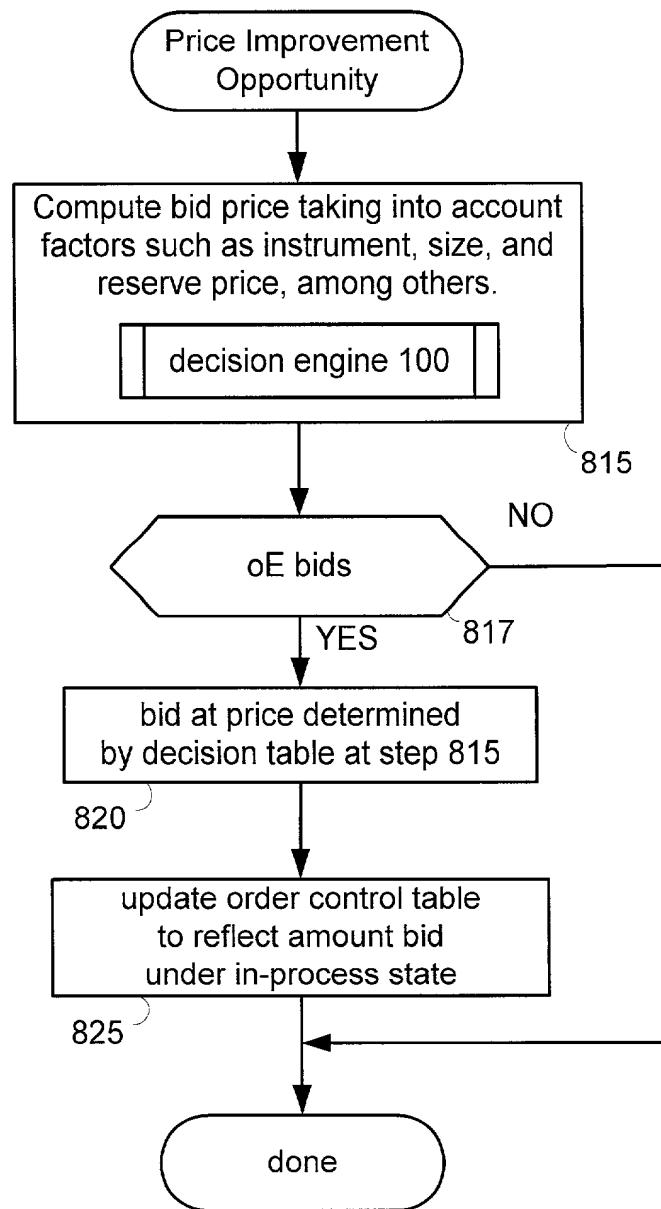 Price Improvement
Opportunity
Compute bid price taking into account
factors such as instrument, size, and
reserve price, among others.
decision engine 100
815
NO
oE bids
817
YES
bid at price determined
by decision table at step 815
820
update order control table
to reflect amount bid
under in-process state
825
done